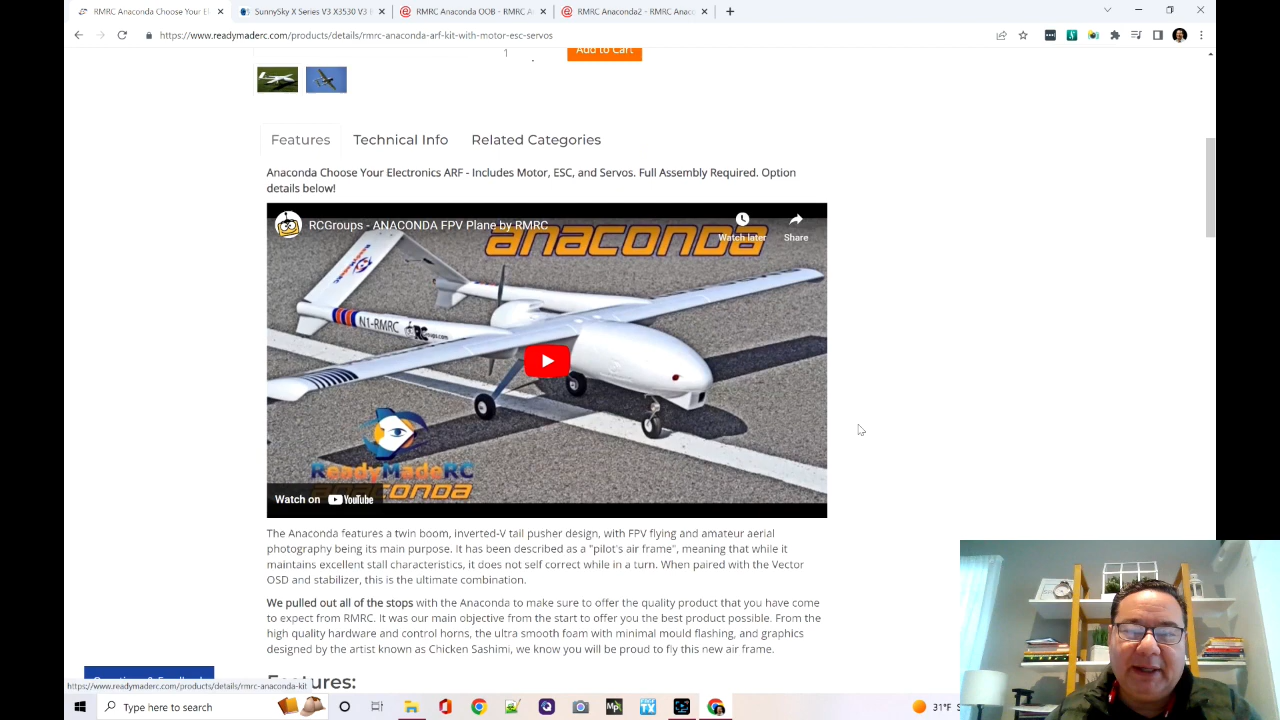 RMRC Anaconda Choose Your El
SunnySky X Series V3 X3530 V3 
RMRC Anaconda OOB - RMRC A
RMRC Anaconda2 - RMRC Anaco
https://www.readymaderc.com/products/details/rmrc-anaconda-arf-kit-with-motor-esc-servos
1
Add to Cart
Features
Technical Info
Related Categories
Anaconda Choose Your Electronics ARF - Includes Motor, ESC, and Servos. Full Assembly Required. Option
details below!
RCGroups - ANACONDA FPV Plane by RMRC
Watch later
Share
anaconda
N1-RMRC
RC
Groups.com
ReadyMadeRC
anaconda
Watch on YouTube
The Anaconda features a twin boom, inverted-V tail pusher design, with FPV flying and amateur aerial
photography being its main purpose. It has been described as a "pilot's air frame", meaning that while it
maintains excellent stall characteristics, it does not self correct while in a turn. When paired with the Vector
OSD and stabilizer, this is the ultimate combination.
We pulled out all of the stops with the Anaconda to make sure to offer the quality product that you have come
to expect from RMRC. It was our main objective from the start to offer you the best product possible. From the
high quality hardware and control horns, the ultra smooth foam with minimal mould flashing, and graphics
designed by the artist known as Chicken Sashimi, we know you will be proud to fly this new air frame.
Features:
https://www.readymaderc.com/products/details/rmrc-anaconda-kit
Type here to search
31°F